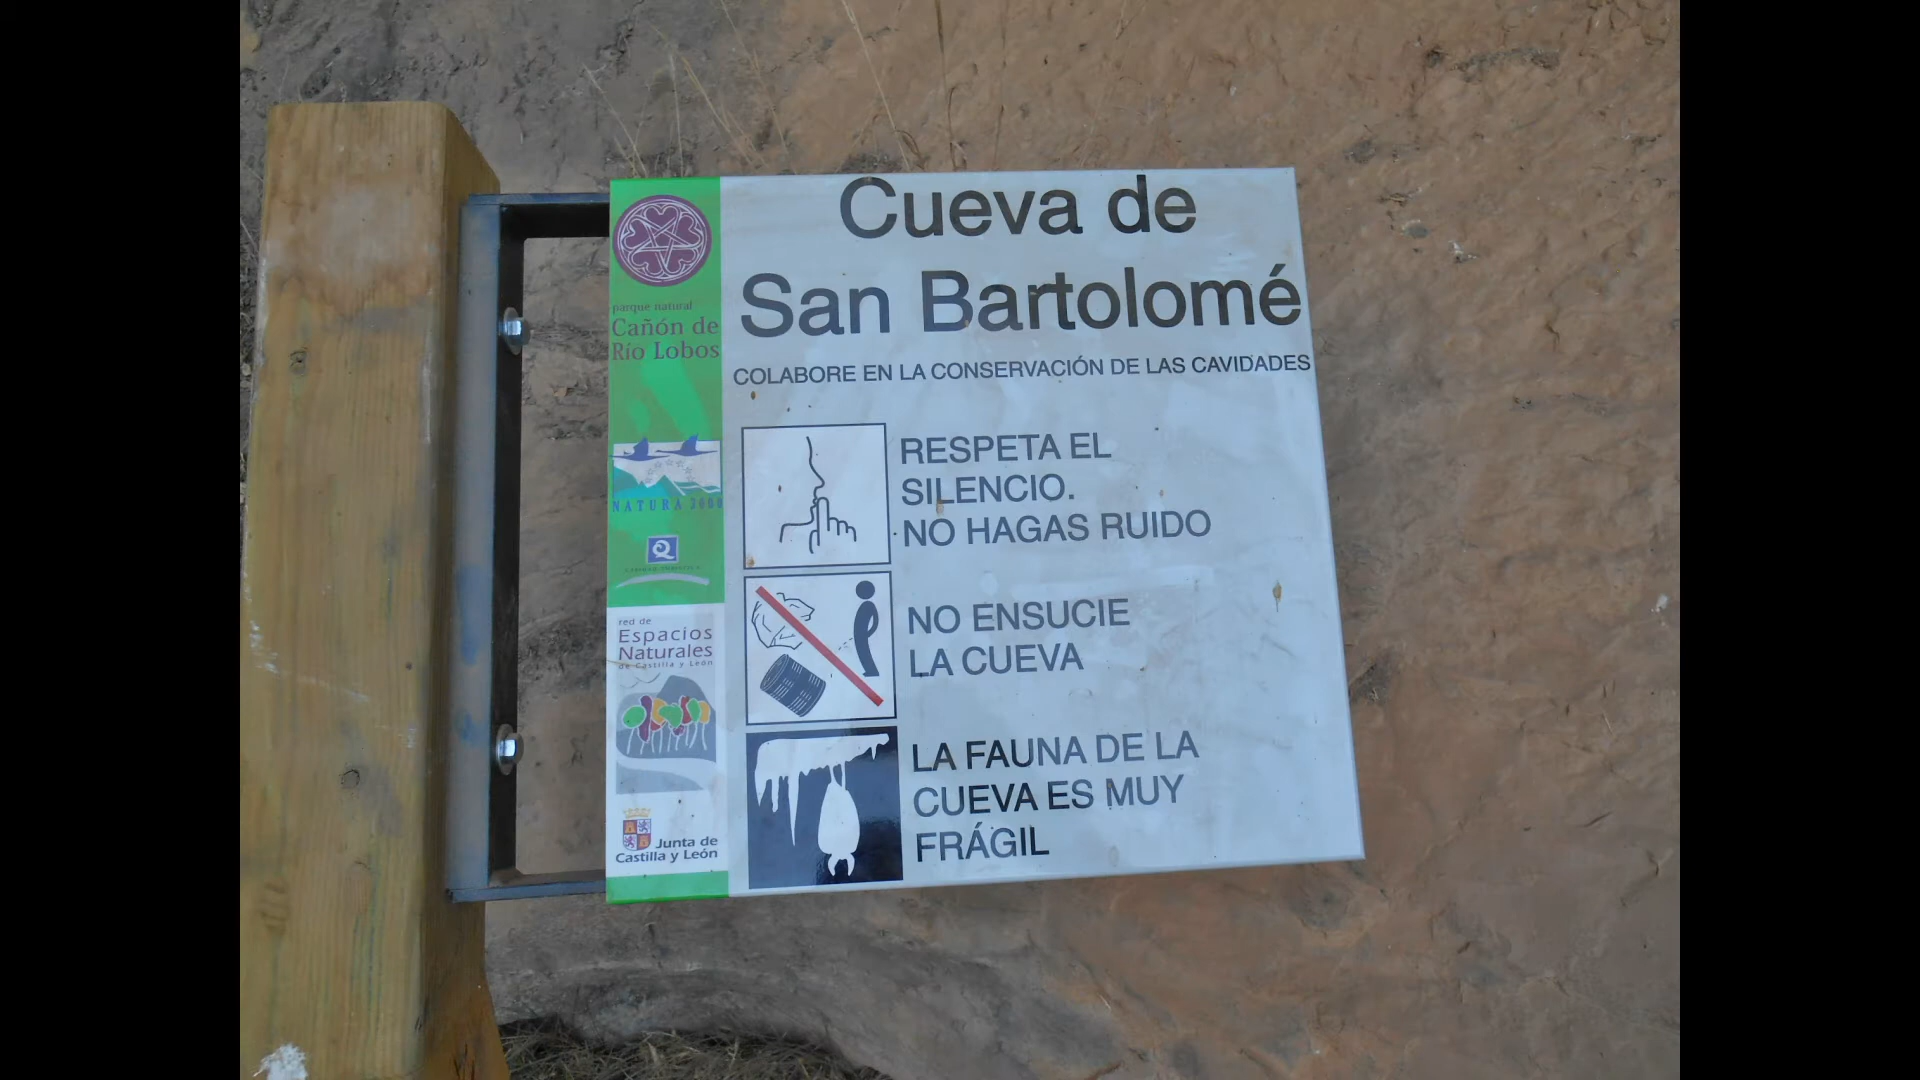 Cueva de
San Bartolomé
COLABORE EN LA CONSERVACIÓN DE LAS CAVIDADES
RESPETA EL
SILENCIO.
NO HAGAS RUIDO
NO ENSUCIE
LA CUEVA
LA FAUNA DE LA
CUEVA ES MUY
FRÁGIL
parque natural
Cañón de
Río Lobos
NATURA 2000
Q
red de
Espacios
Naturales
de Castilla y León
Junta de
Castilla y León